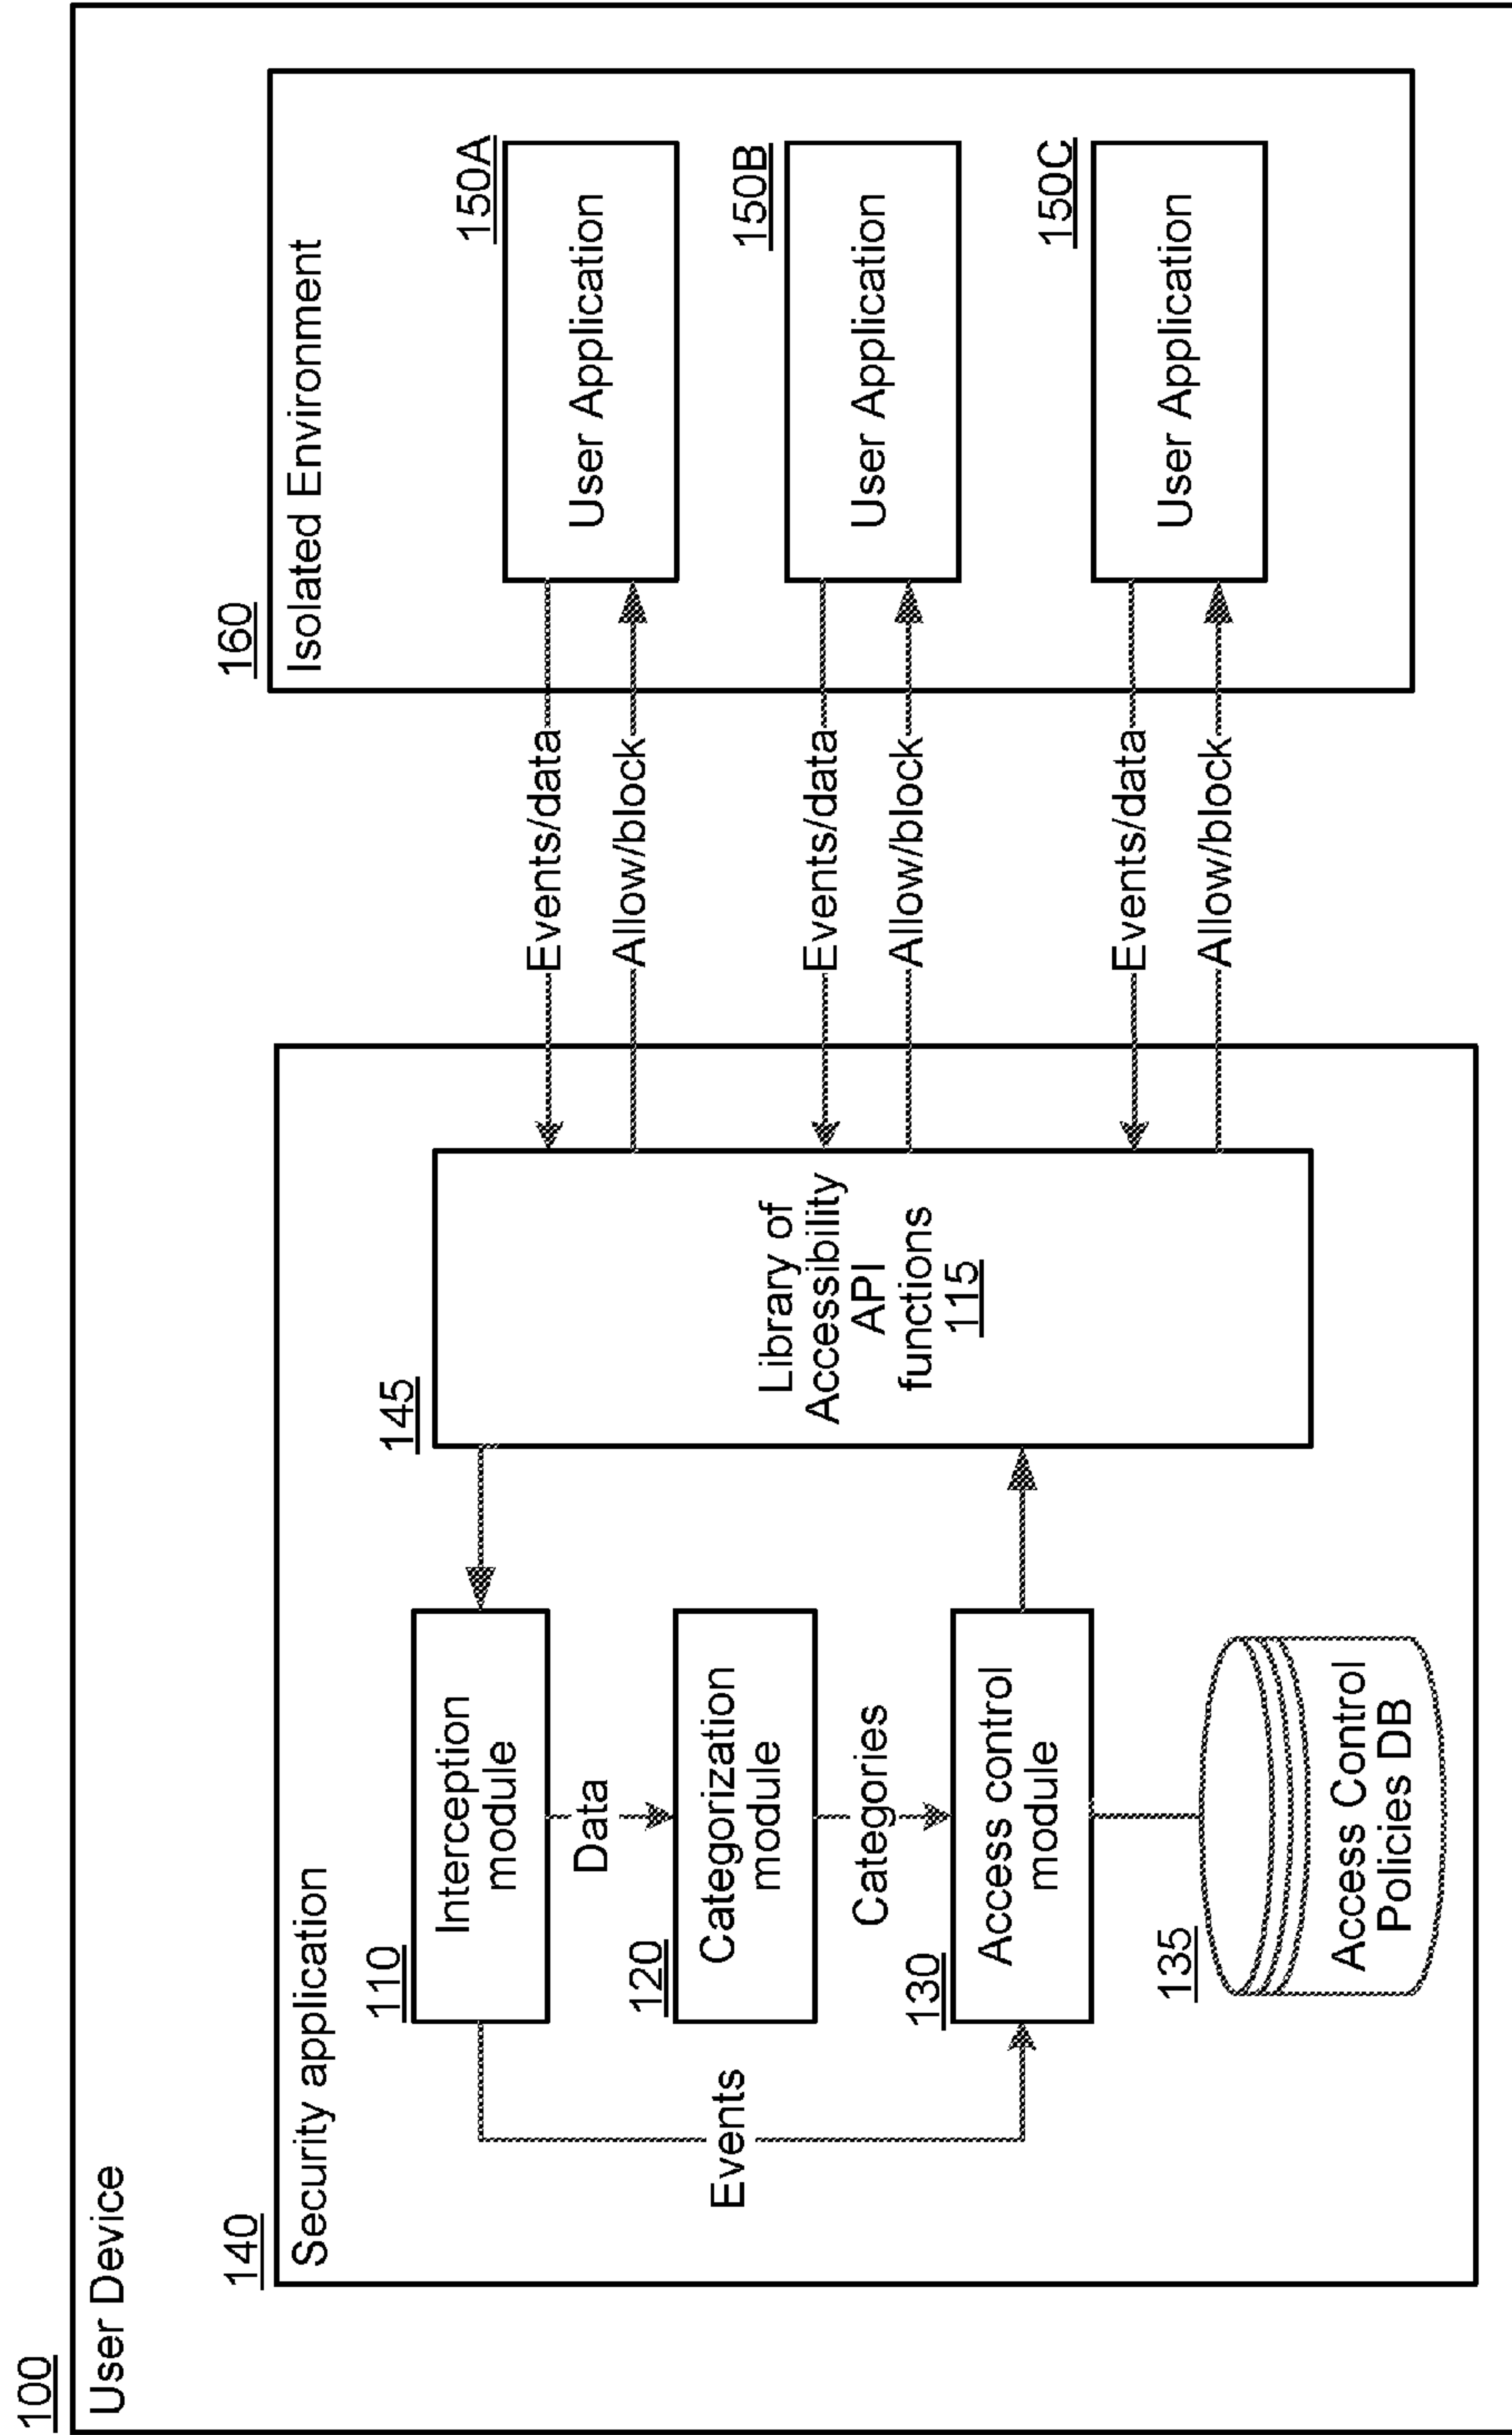 100
User Device
140
Security application
110
Interception
module
Data
120
Categorization
module
Events
Categories
130
Access control
module
135
Access Control
Policies DB
145
Library of
Accessibility
API
functions
115
Events/data
Allow/block
Events/data
Allow/block
Events/data
Allow/block
160
Isolated Environment
150A
User Application
150B
User Application
150C
User Application